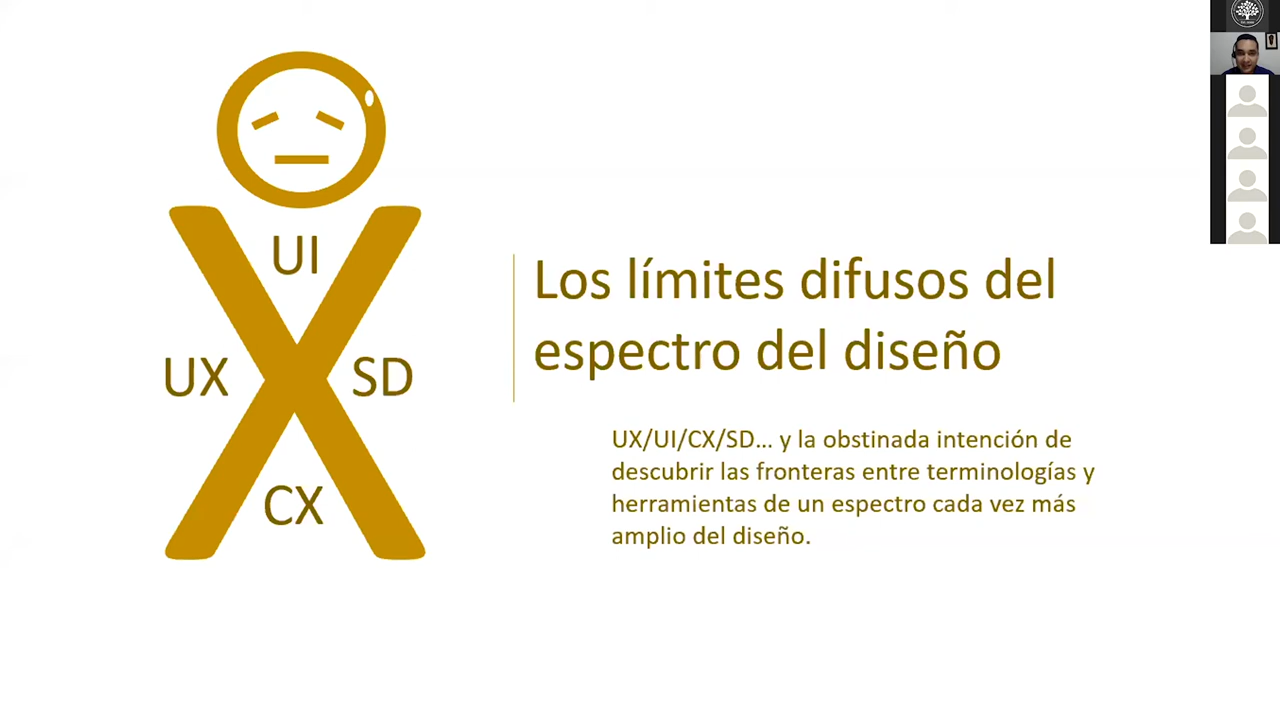 UI
UX
SD
CX
Los límites difusos del
espectro del diseño
UX/UI/CX/SD... y la obstinada intención de
descubrir las fronteras entre terminologías y
herramientas de un espectro cada vez más
amplio del diseño.